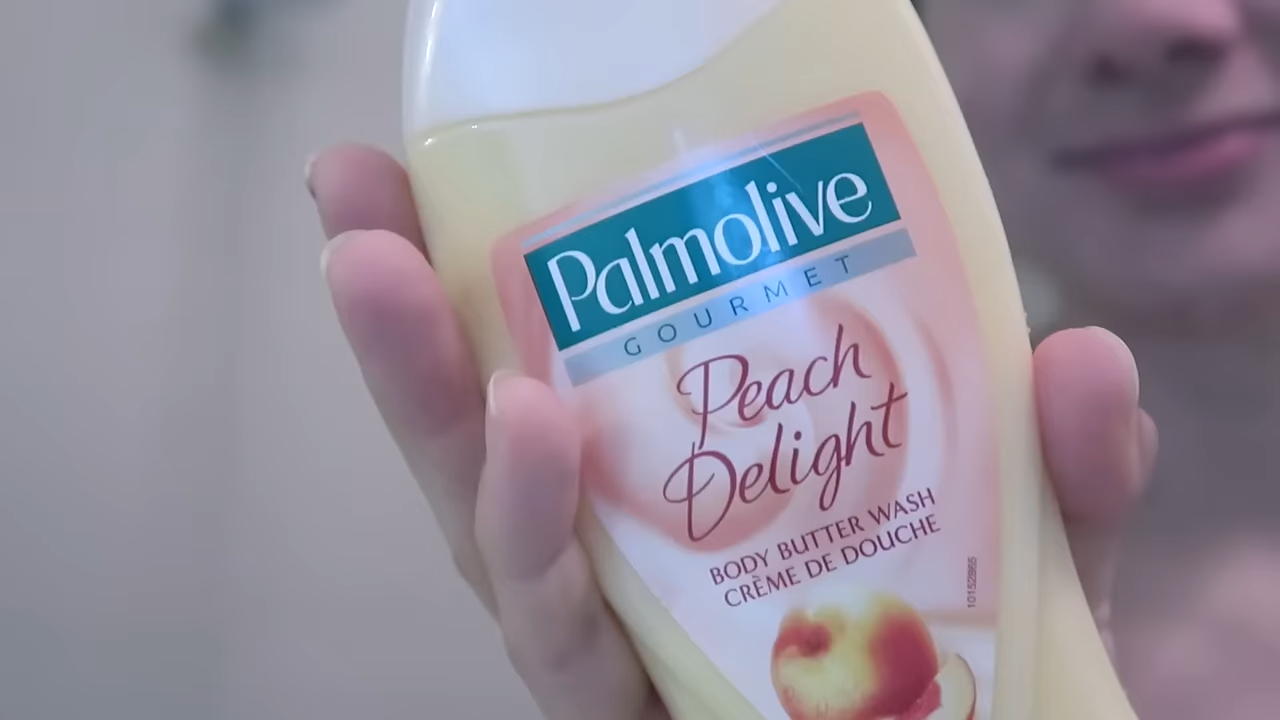 Palmolive
GOURMET
Peach
Delight
BODY BUTTER WASH
CRÈME DE DOUCHE
10152865